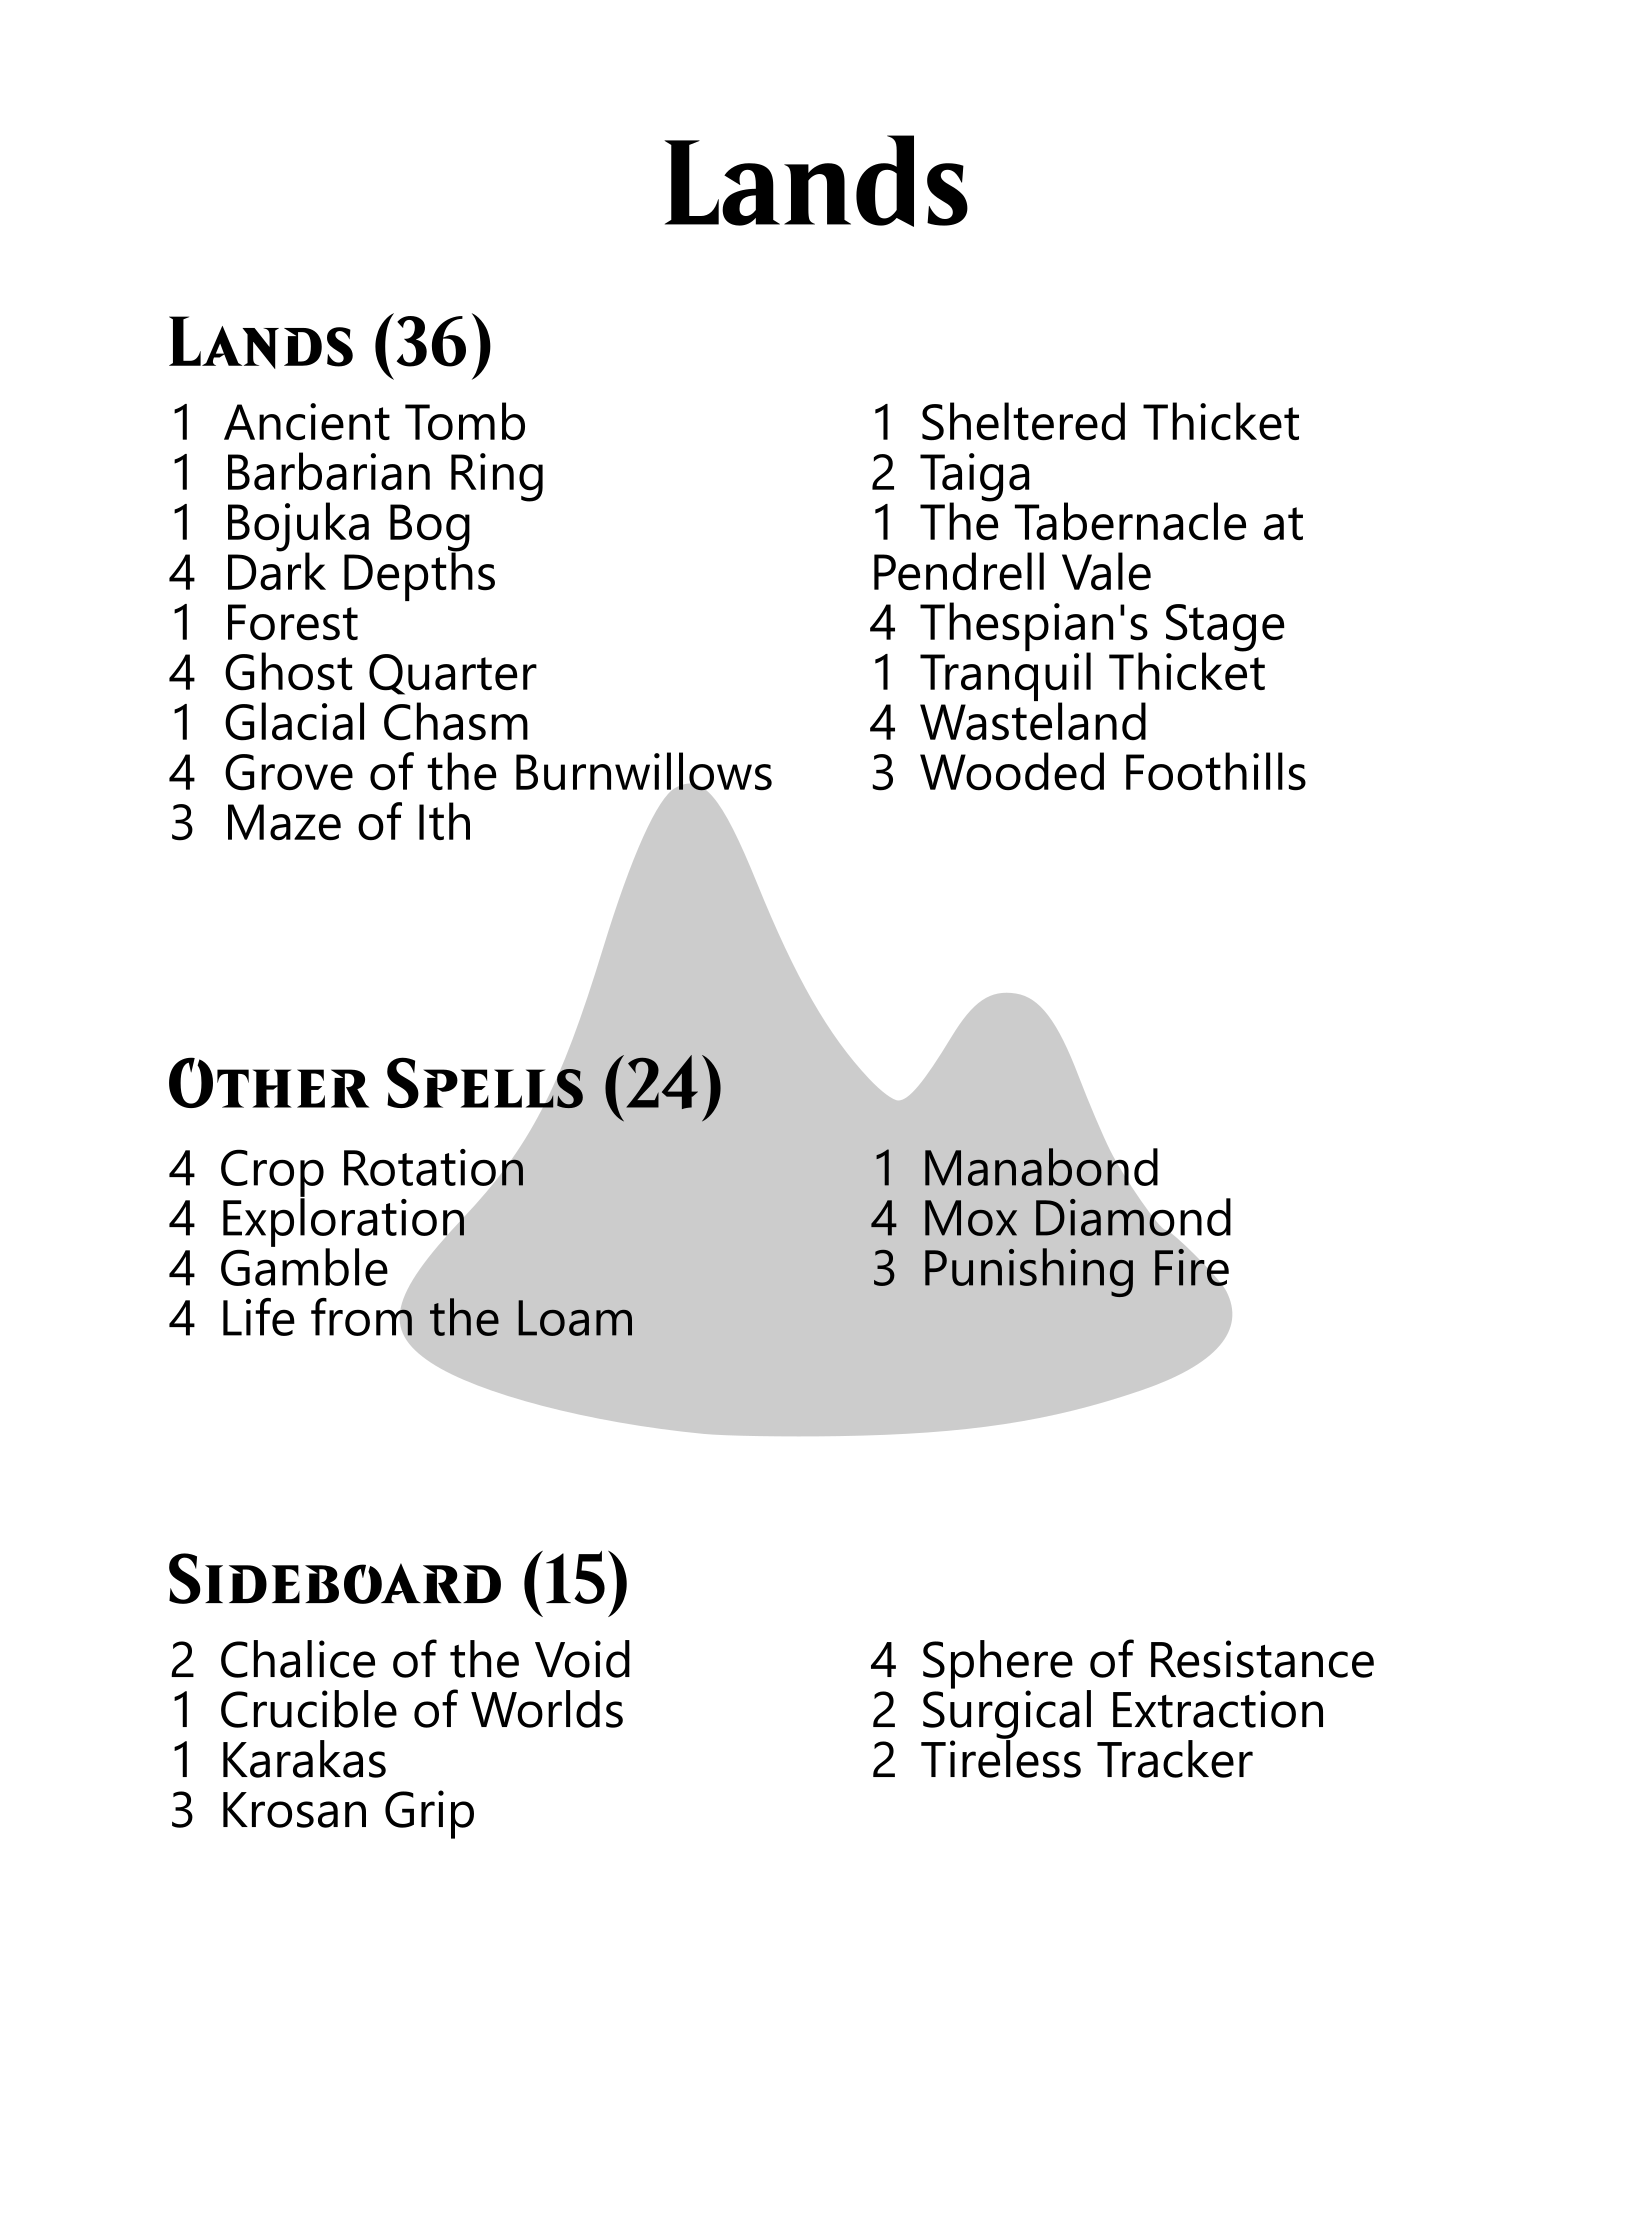 Lands
Lands (36)
1 Ancient Tomb
1 Barbarian Ring
1 Bojuka Bog
4 Dark Depths
1 Forest
4 Ghost Quarter
1 Glacial Chasm
4 Grove of the Burnwillows
3 Maze of Ith
1 Sheltered Thicket
2 Taiga
1 The Tabernacle at
Pendrell Vale
4 Thespian's Stage
1 Tranquil Thicket
4 Wasteland
3 Wooded Foothills
Other Spells (24)
4 Crop Rotation
4 Exploration
4 Gamble
4 Life from the Loam
1 Manabond
4 Mox Diamond
3 Punishing Fire
Sideboard (15)
2 Chalice of the Void
1 Crucible of Worlds
1 Karakas
3 Krosan Grip
4 Sphere of Resistance
2 Surgical Extraction
2 Tireless Tracker